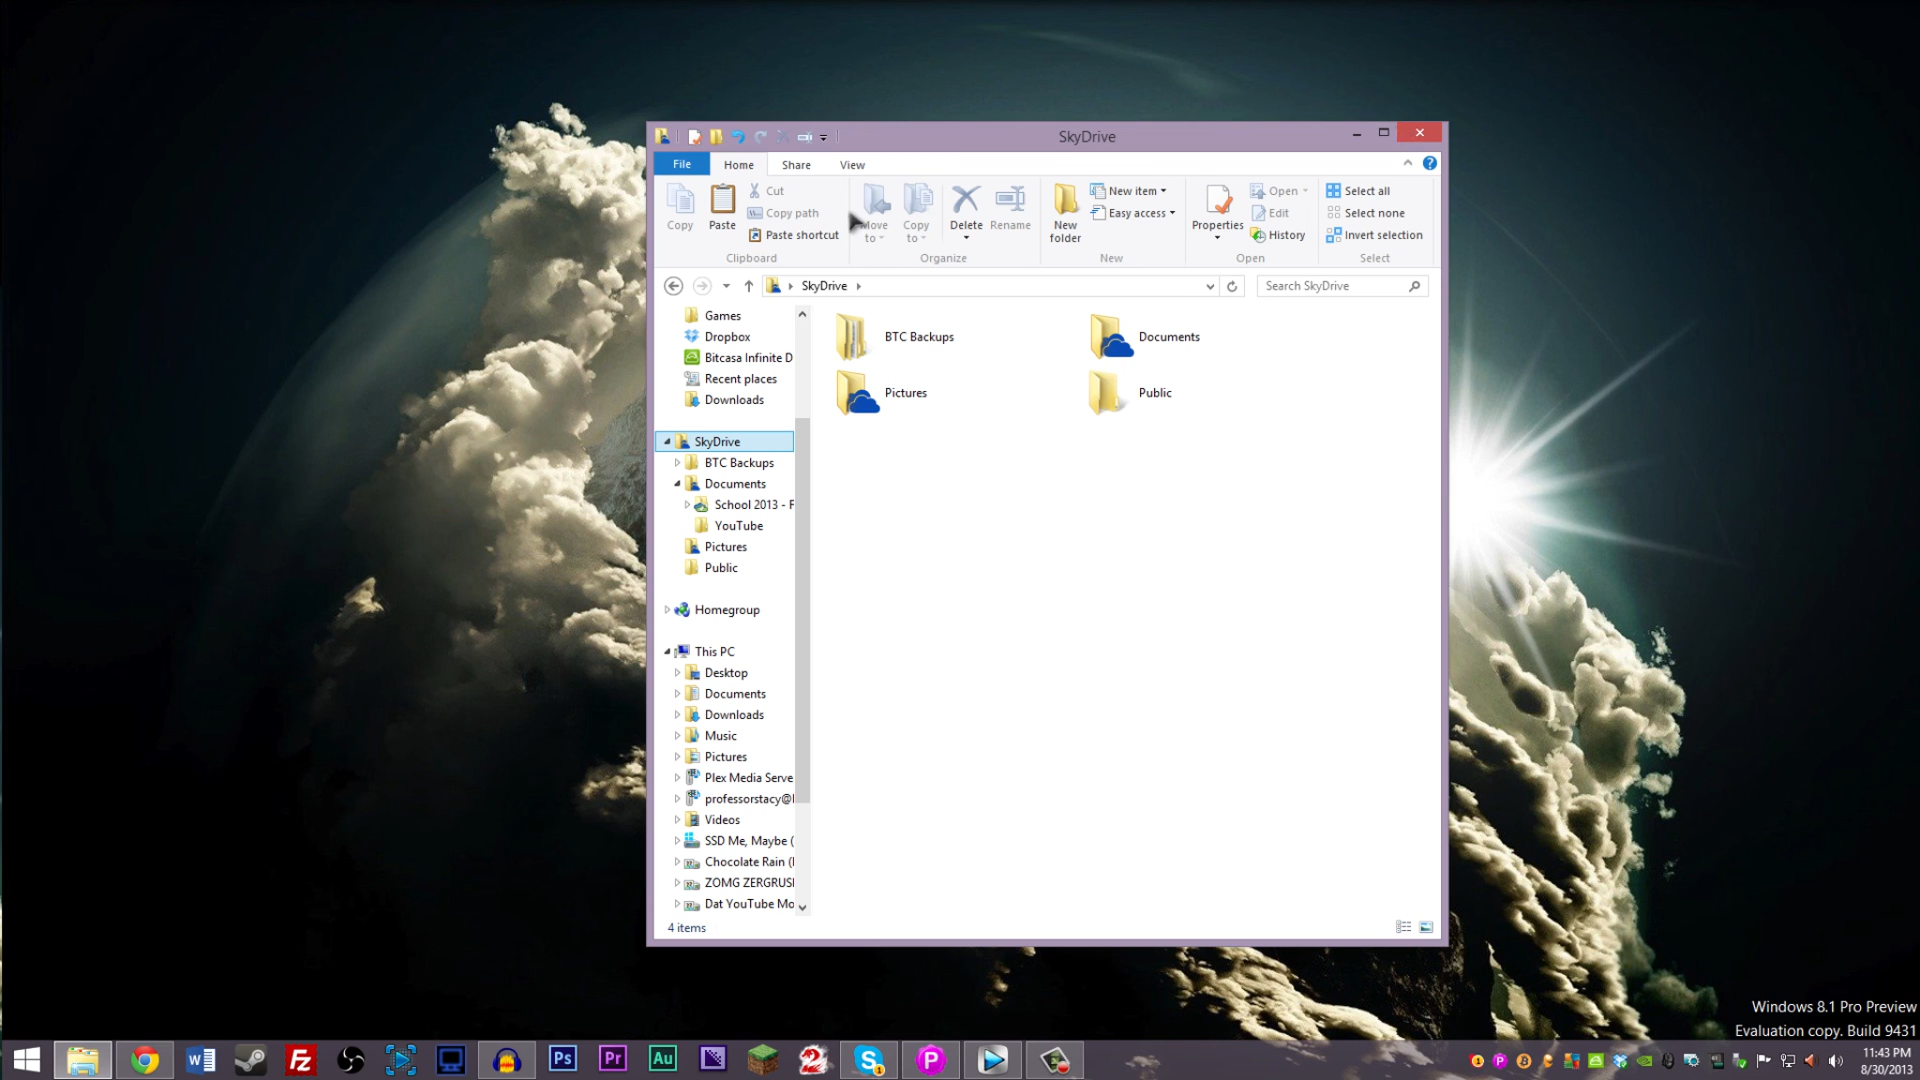 SkyDrive
File Home Share View
Copy
Paste
Cut
Copy path
Paste shortcut
Clipboard
Move to
Copy to
Delete
Rename
Organize
New folder
New item
Easy access
New
Properties
Open
Edit
History
Open
Select all
Select none
Invert selection
Select
SkyDrive
Search SkyDrive
Games
Dropbox
Bitcasa Infinite D
Recent places
Downloads
SkyDrive
BTC Backups
Documents
School 2013 - F
YouTube
Pictures
Public
Homegroup
This PC
Desktop
Documents
Downloads
Music
Pictures
Plex Media Serve
professorstacy@
Videos
SSD Me, Maybe (
Chocolate Rain (
ZOMG ZERGRUS
Dat YouTube Mo
BTC Backups
Documents
Pictures
Public
4 items
Windows 8.1 Pro Preview
Evaluation copy. Build 9431
Ps
Pr
Au
11:43 PM
8/30/2013